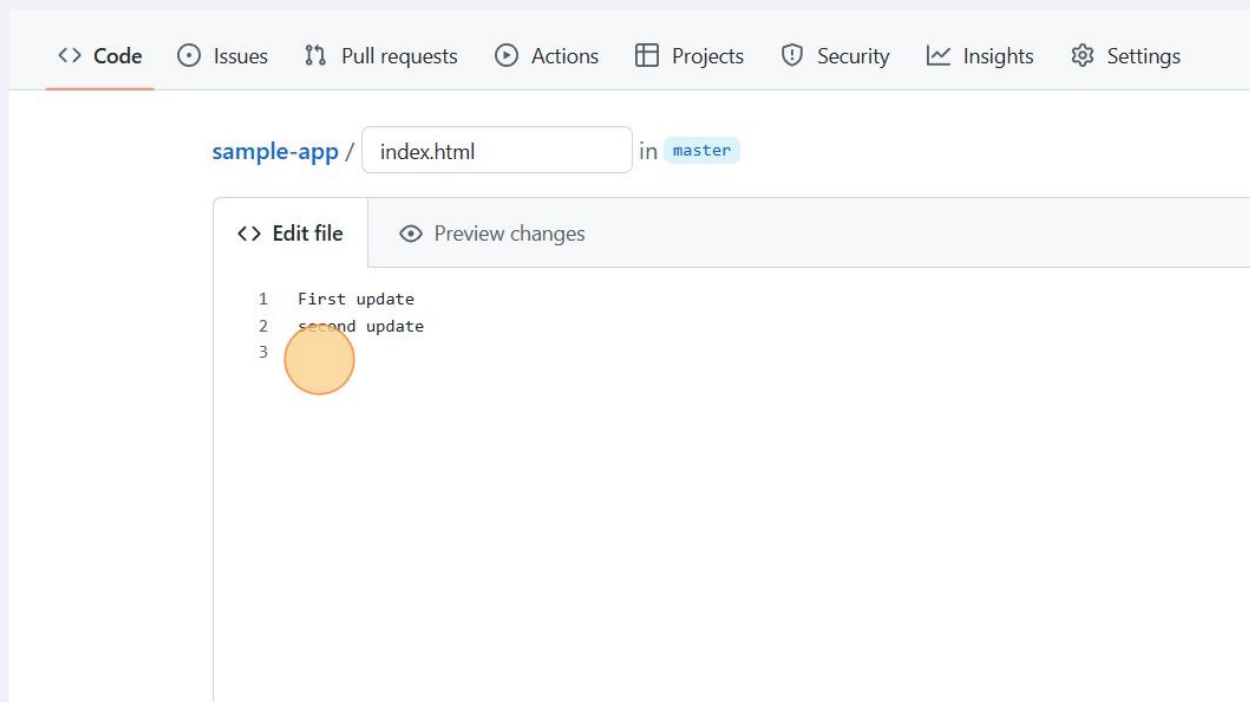 Code Issues Pull requests Actions Projects Security Insights Settings
sample-app / index.html in master
Edit file Preview changes
1 First update
2 second update
3